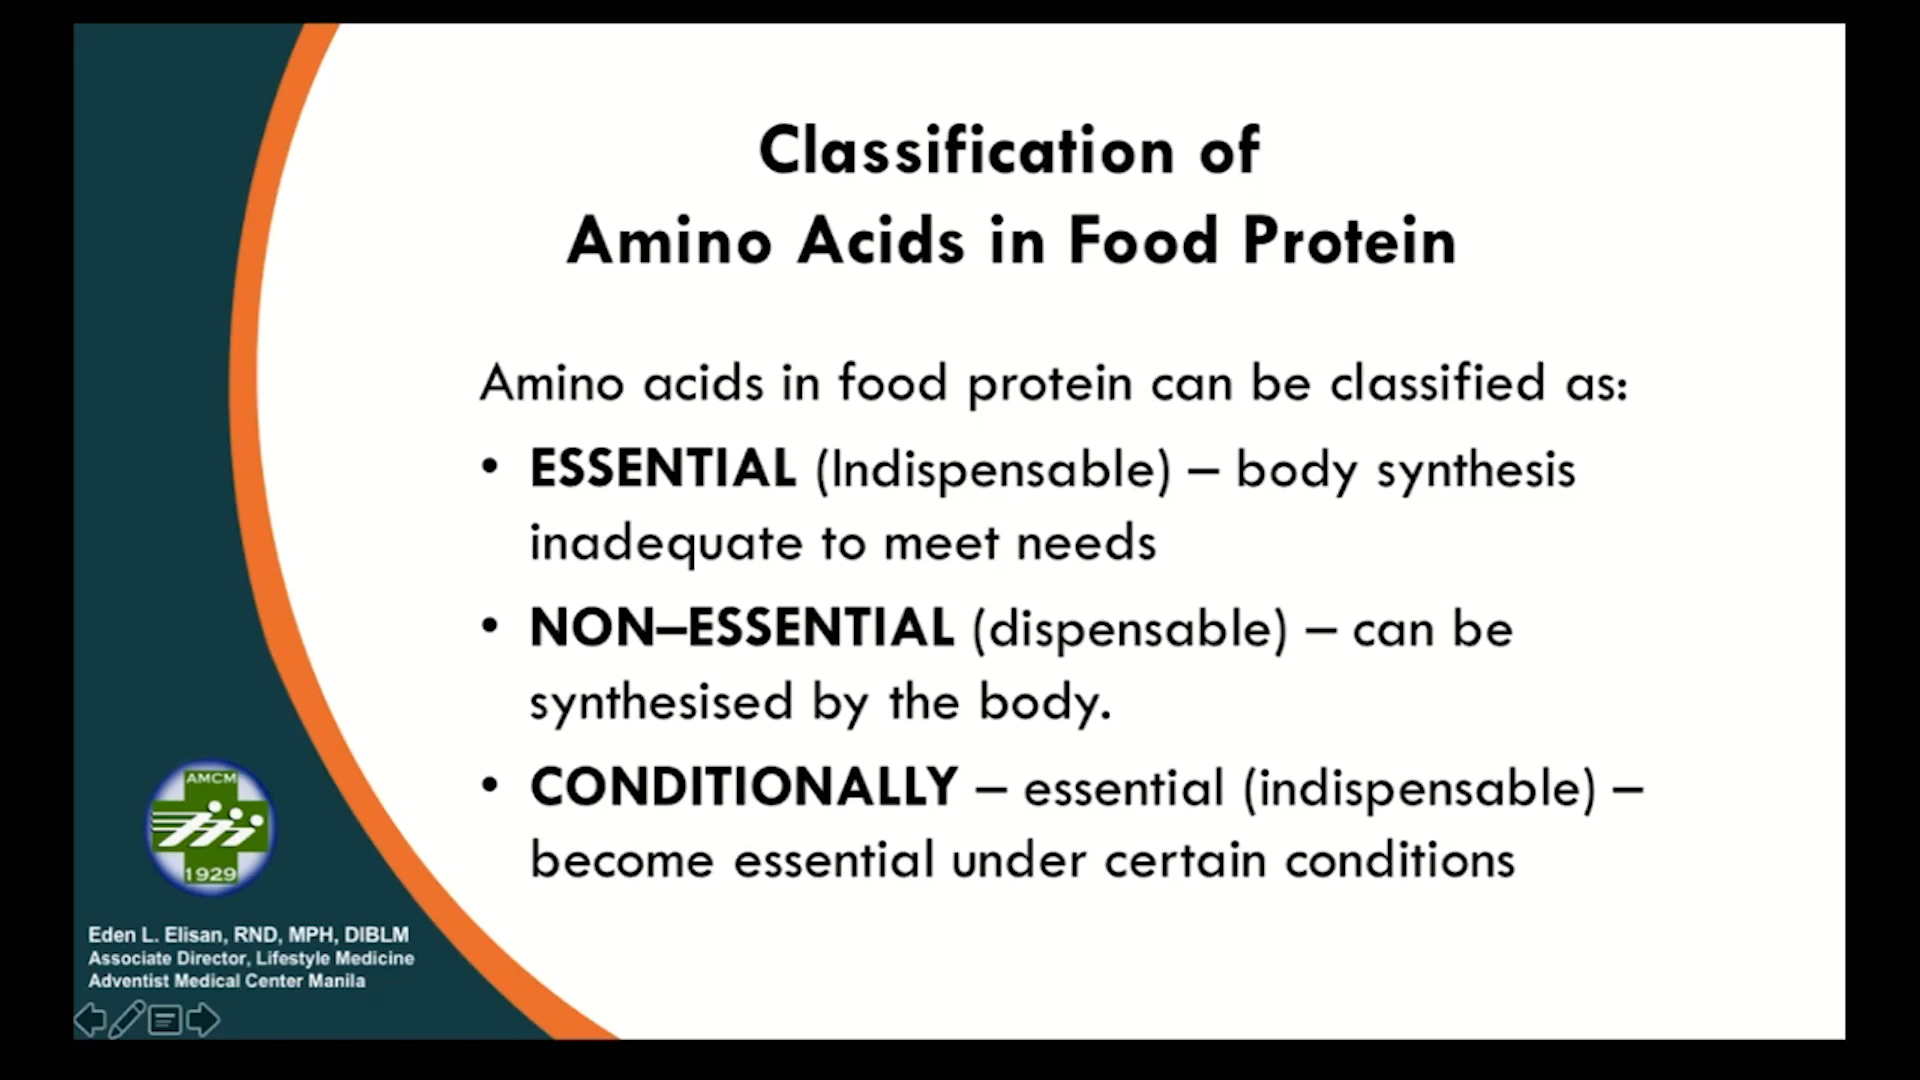 Classification of
Amino Acids in Food Protein
Amino acids in food protein can be classified as:
• ESSENTIAL (Indispensable) – body synthesis
inadequate to meet needs
• NON–ESSENTIAL (dispensable) – can be
synthesised by the body.
• CONDITIONALLY – essential (indispensable) –
become essential under certain conditions
AMCM
1929
Eden L. Elisan, RND, MPH, DIBLM
Associate Director, Lifestyle Medicine
Adventist Medical Center Manila